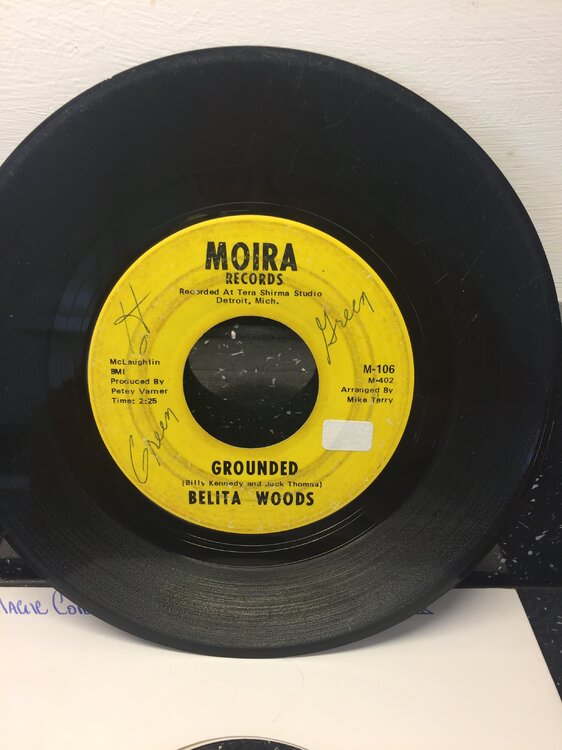 MOIRA
RECORDS
Recorded At Tera Shirma Studio
Detroit, Mich.
H
Green
McLaughlin
BMI
Produced By
Petey Varner
Time: 2:25
M-106
M-402
Arranged By
Mike Terry
Green
GROUNDED
(Billy Kennedy and Jack Thomas)
BELITA WOODS